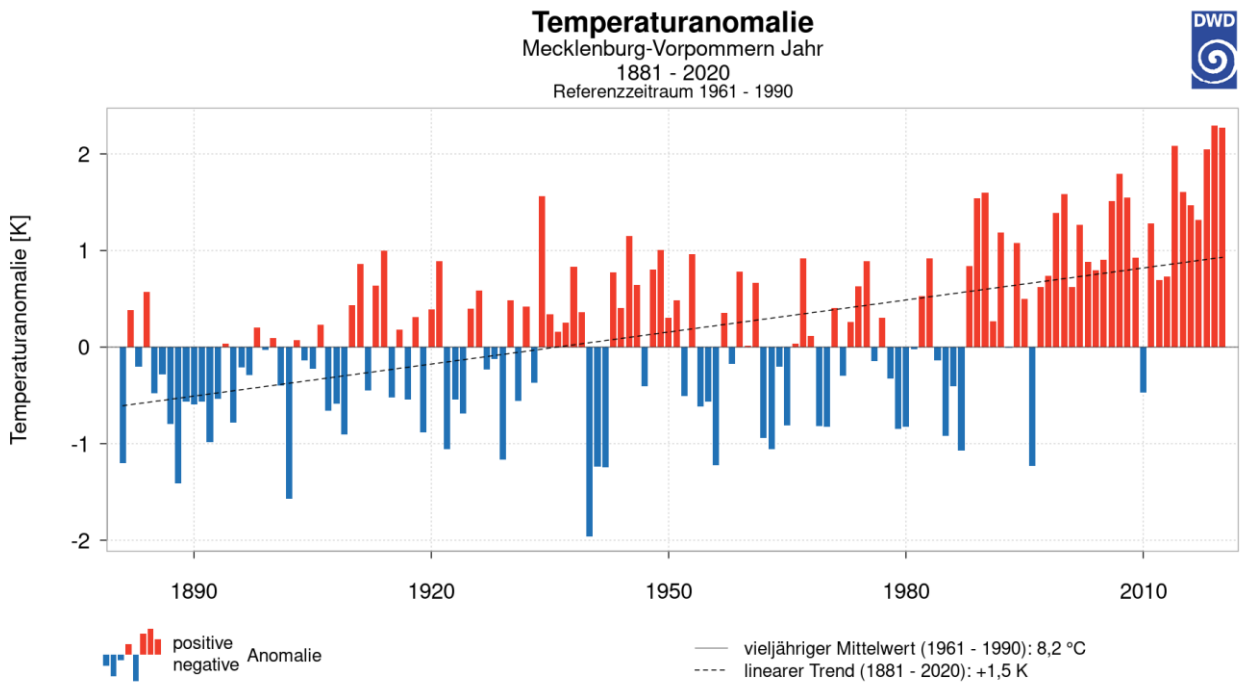 Temperaturanomalie
Mecklenburg-Vorpommern Jahr
1881 - 2020
Referenzzeitraum 1961 - 1990
DWD
Temperaturanomalie [K]
2
1
0
-1
-2
1890 1920 1950 1980 2010
positive
negative Anomalie
vieljähriger Mittelwert (1961 - 1990): 8,2 °C
linearer Trend (1881 - 2020): +1,5 K